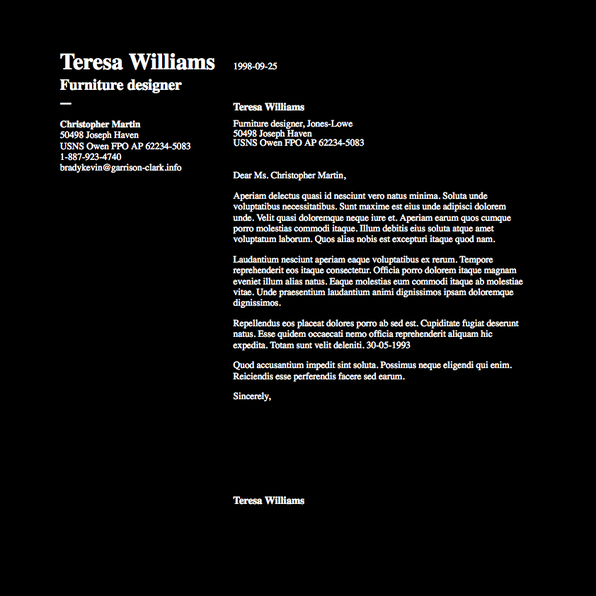 Teresa Williams
Furniture designer
Christopher Martin
50498 Joseph Haven
USNS Owen FPO AP 62234-5083
1-887-923-4740
bradykevin@garrison-clark.info
1998-09-25
Teresa Williams
Furniture designer, Jones-Lowe
50498 Joseph Haven
USNS Owen FPO AP 62234-5083
Dear Ms. Christopher Martin,
Aperiam delectus quasi id nesciunt vero natus minima. Soluta unde
voluptatibus necessitatibus. Sunt maxime est eius unde adipisci dolorem
unde. Velit quasi doloremque neque iure et. Aperiam earum quos cumque
porro molestias commodi itaque. Illum debitis eius soluta atque amet
voluptatum laborum. Quos alias nobis est excepturi itaque quod nam.
Laudantium nesciunt aperiam eaque voluptatibus ex rerum. Tempore
reprehenderit eos itaque consectetur. Officia porro dolorem itaque magnam
eveniet illum alias natus. Eaque molestias eum commodi itaque ab molestiae
vitae. Unde praesentium laudantium animi dignissimos ipsam doloremque
dignissimos.
Repellendus eos placeat dolores porro ab sed est. Cupiditate fugiat deserunt
natus. Esse quidem occaecati nemo officia reprehenderit aliquam hic
expedita. Totam sunt velit deleniti. 30-05-1993
Quod accusantium impedit sint soluta. Possimus neque eligendi qui enim.
Reiciendis esse perferendis facere sed earum.
Sincerely,
Teresa Williams